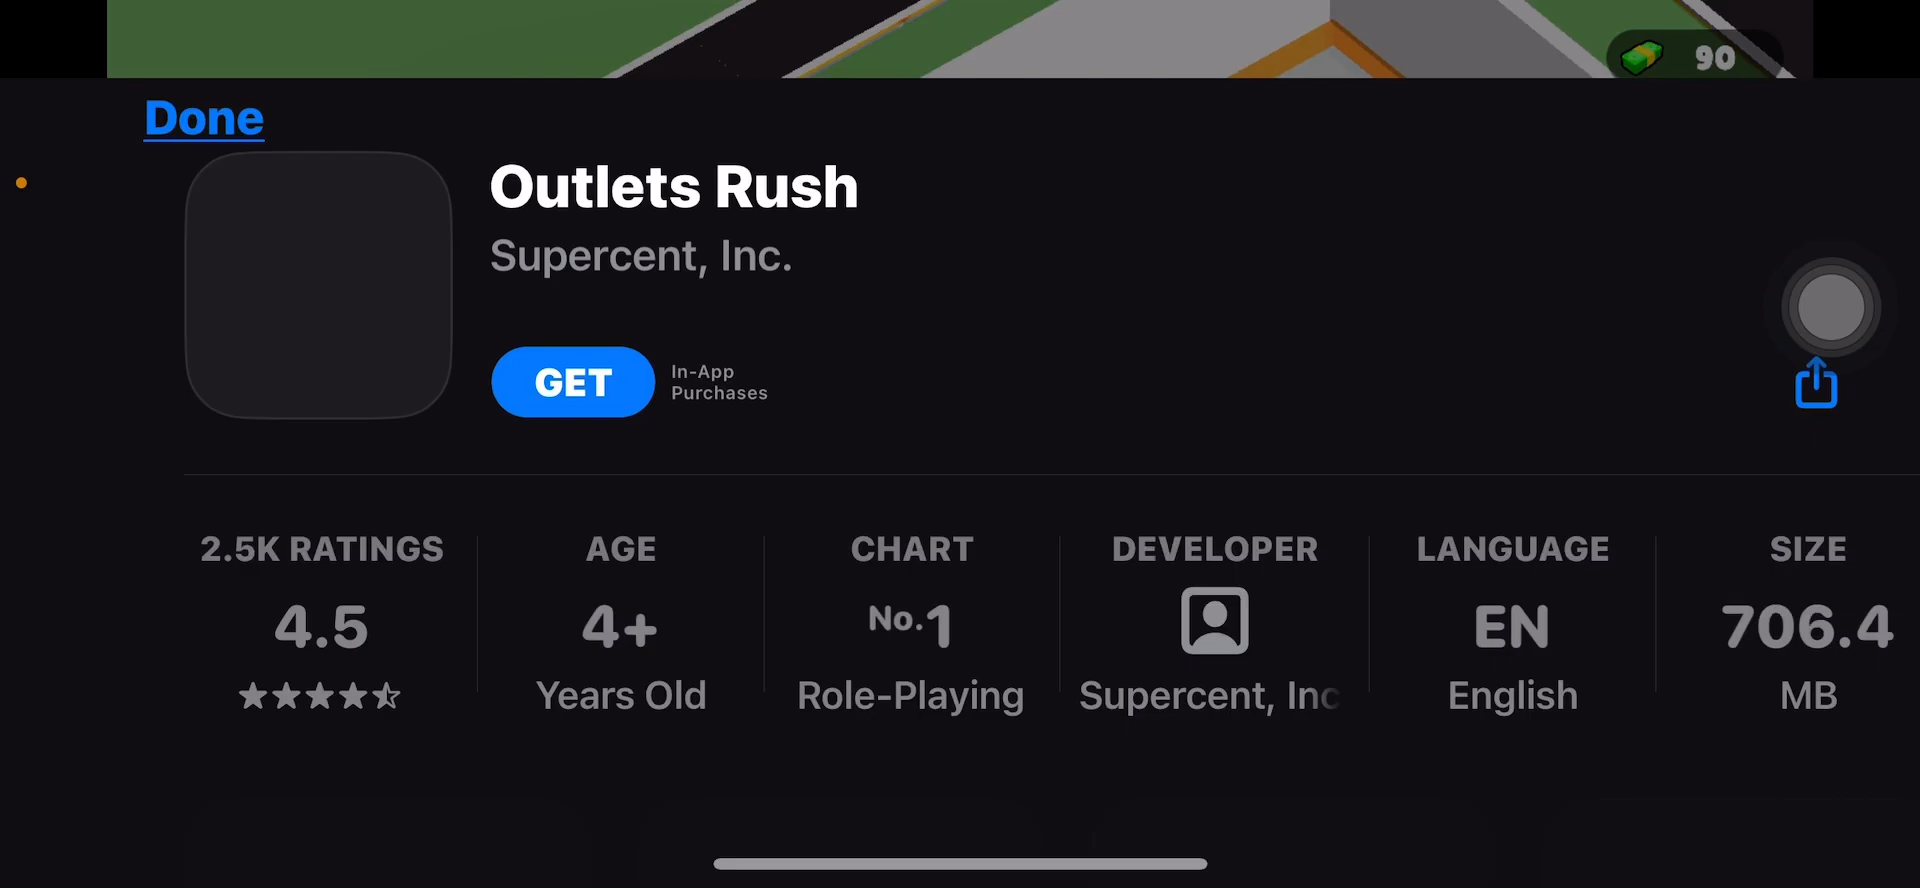 90
Done
Outlets Rush
Supercent, Inc.
GET
In-App
Purchases
2.5K RATINGS
4.5
AGE
4+
Years Old
CHART
No.1
Role-Playing
DEVELOPER
Supercent, Inc
LANGUAGE
EN
English
SIZE
706.4
MB